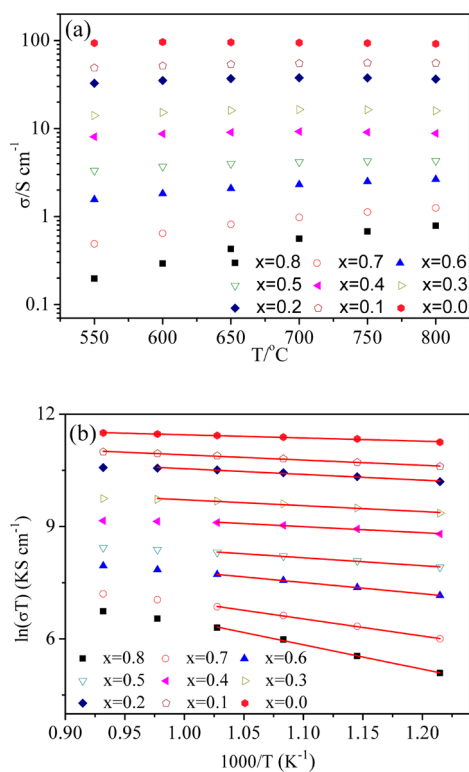 (a)
100
10
1
0.1
σ/S cm⁻¹
x=0.8 x=0.7 x=0.6
x=0.5 x=0.4 x=0.3
x=0.2 x=0.1 x=0.0
550 600 650 700 750 800
T/°C
(b)
12
9
6
ln(σT) (KS cm⁻¹)
x=0.8 x=0.7 x=0.6
x=0.5 x=0.4 x=0.3
x=0.2 x=0.1 x=0.0
0.90 0.95 1.00 1.05 1.10 1.15 1.20
1000/T (K⁻¹)